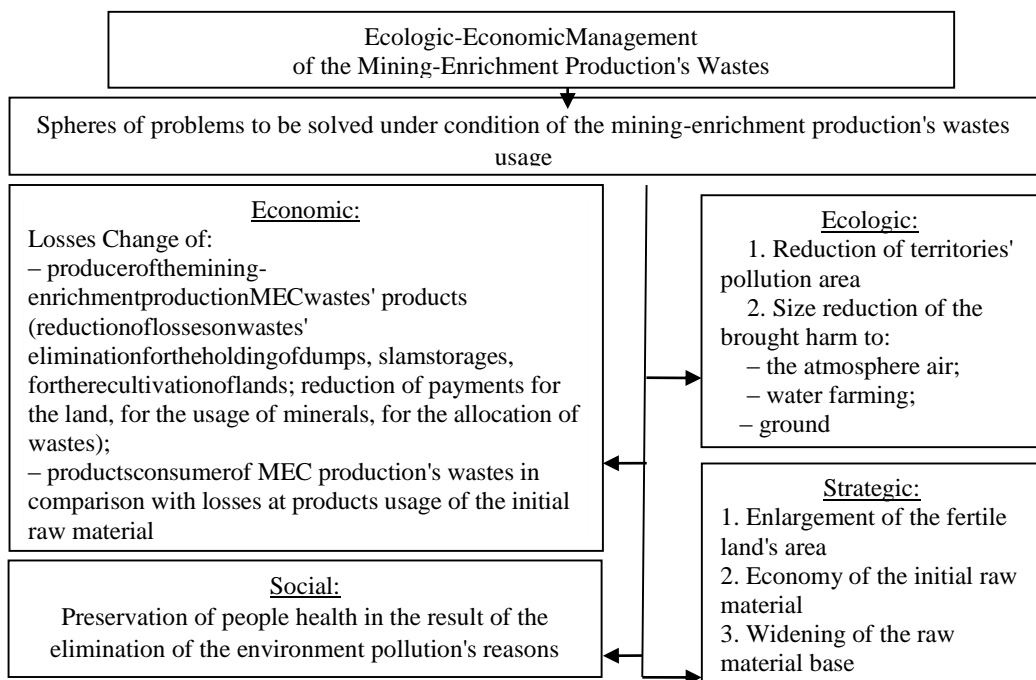 Ecologic-EconomicManagement
of the Mining-Enrichment Production's Wastes
Spheres of problems to be solved under condition of the mining-enrichment production's wastes
usage
Economic:
Losses Change of:
– producerofthemining-
enrichmentproductionMECwastes' products
(reductionoflossesonwastes'
eliminationfortheholdingofdumps, slamstorages,
fortherecultivationoflands; reduction of payments for
the land, for the usage of minerals, for the allocation of
wastes);
– productsconsumerof MEC production's wastes in
comparison with losses at products usage of the initial
raw material
Ecologic:
1. Reduction of territories'
pollution area
2. Size reduction of the
brought harm to:
– the atmosphere air;
– water farming;
– ground
Social:
Preservation of people health in the result of the
elimination of the environment pollution's reasons
Strategic:
1. Enlargement of the fertile
land's area
2. Economy of the initial raw
material
3. Widening of the raw
material base